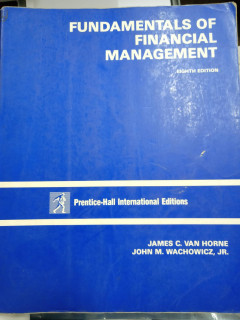 FUNDAMENTALS OF
FINANCIAL
MANAGEMENT
EIGHTH EDITION
Prentice-Hall International Editions
JAMES C. VAN HORNE
JOHN M. WACHOWICZ, JR.